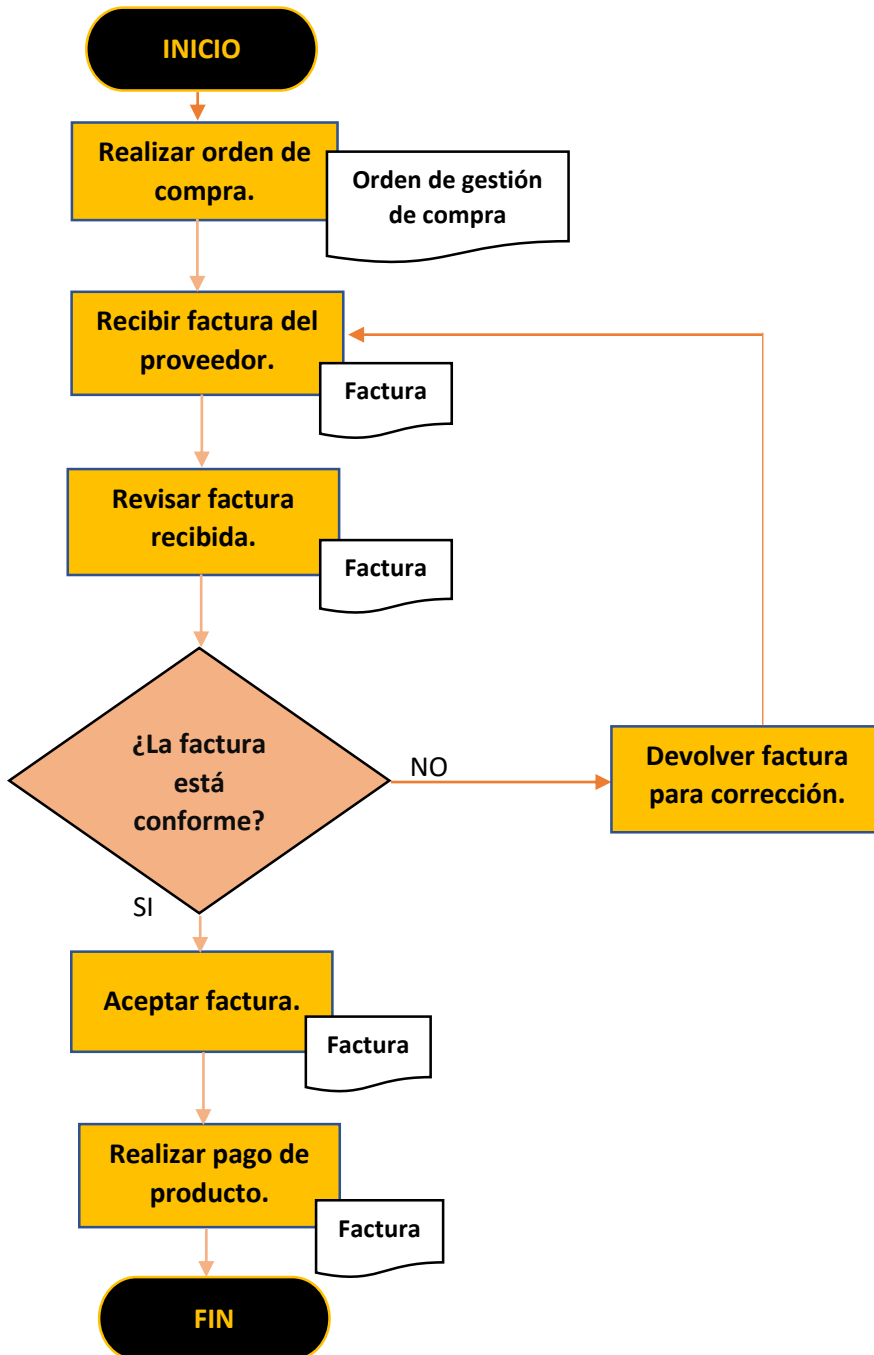 INICIO
Realizar orden de
compra.
Orden de gestión
de compra
Recibir factura del
proveedor.
Factura
Revisar factura
recibida.
Factura
¿La factura
está
conforme?
NO
Devolver factura
para corrección.
SI
Aceptar factura.
Factura
Realizar pago de
producto.
Factura
FIN